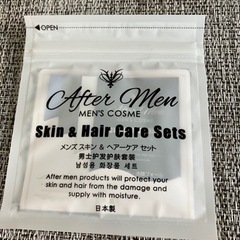 OPEN
After Men
MEN'S COSME
Skin & Hair Care Sets
メンズ スキン & ヘアーケア セット
男士护发护肤套装
남성용 화장품 세트
After men products will protect your
skin and hair from the damage and
supply with moisture.
日本製